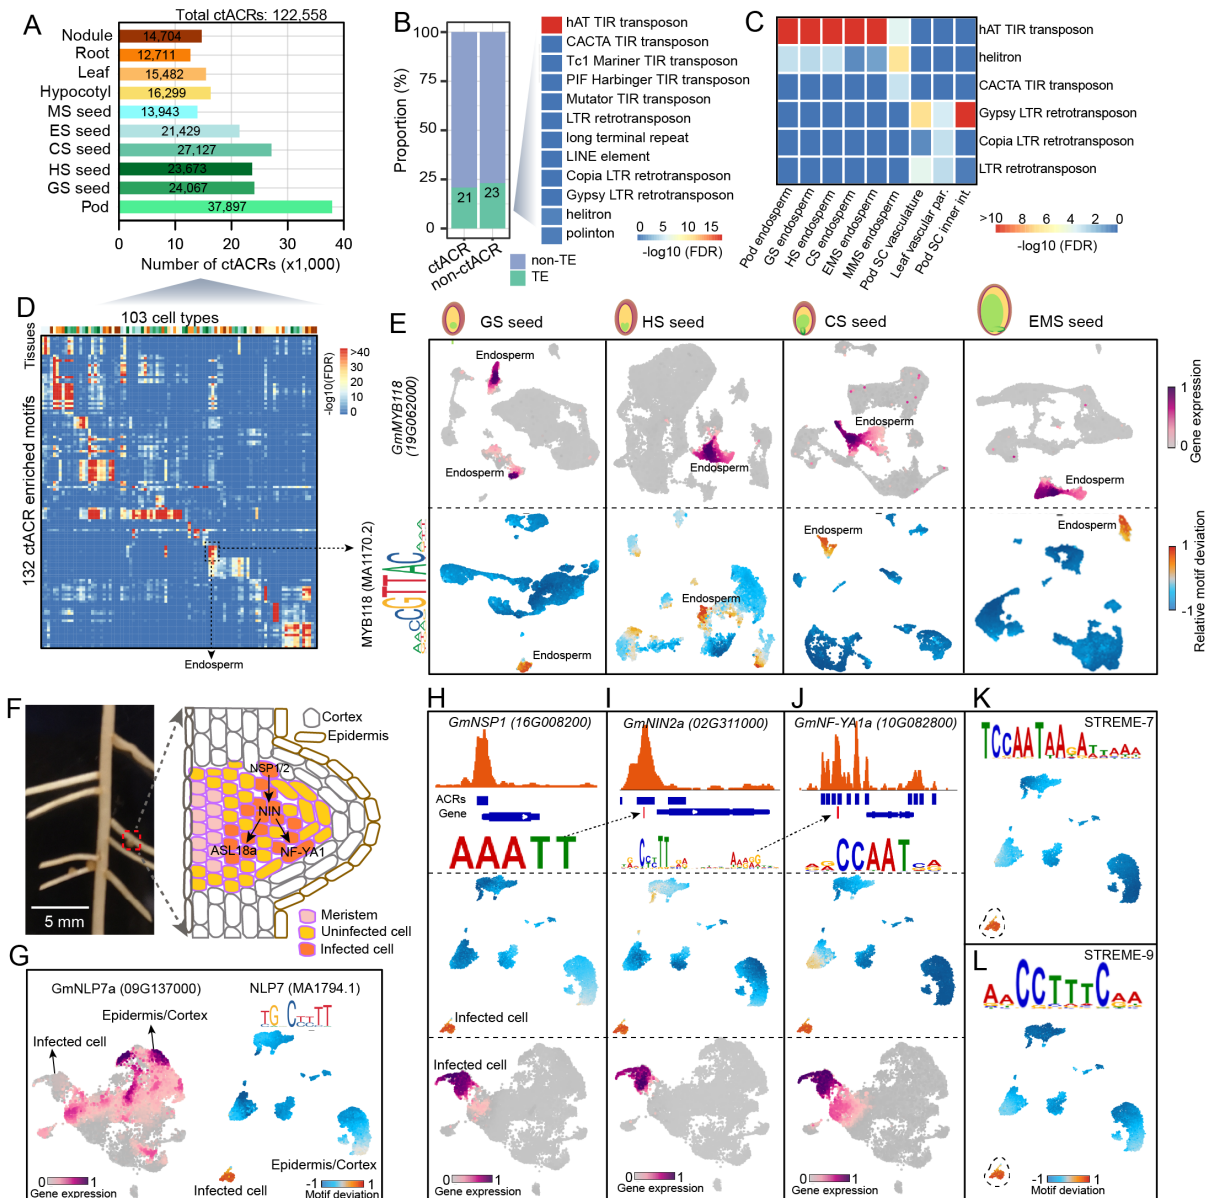 A
Total ctACRs: 122,558
Nodule
14,704
Root
12,711
Leaf
15,482
Hypocotyl
16,299
MS seed
13,943
ES seed
21,429
CS seed
27,127
HS seed
23,673
GS seed
24,067
Pod
37,897
0 10 20 30 40
Number of ctACRs (x1,000)
B
Proportion (%)
100
75
50
25
0
21 23
ctACR
non-ctACR
non-TE
TE
hAT TIR transposon
CACTA TIR transposon
Tc1 Mariner TIR transposon
PIF Harbinger TIR transposon
Mutator TIR transposon
LTR retrotransposon
long terminal repeat
LINE element
Copia LTR retrotransposon
Gypsy LTR retrotransposon
helitron
polinton
0 5 10 15
-log10 (FDR)
C
hAT TIR transposon
helitron
CACTA TIR transposon
Gypsy LTR retrotransposon
Copia LTR retrotransposon
LTR retrotransposon
Pod endosperm
GS endosperm
HS endosperm
CS endosperm
EMS endosperm
MMS endosperm
Pod SC vasculature
Leaf vascular par.
Pod SC inner int.
>10 8 6 4 2 0
-log10 (FDR)
D
103 cell types
Tissues
132 ctACR enriched motifs
>40
30
20
10
0
-log10(FDR)
Endosperm
E
GS seed
HS seed
CS seed
EMS seed
GmMYB118
(19G062000)
Endosperm
Endosperm
Endosperm
Endosperm
Endosperm
1
0
Gene expression
MYB118 (MA1170.2)
CCGTTAC
Endosperm
Endosperm
Endosperm
Endosperm
1
-1
Relative motif deviation
F
5 mm
Cortex
Epidermis
NSP1/2
NIN
ASL18a
NF-YA1
Meristem
Uninfected cell
Infected cell
G
GmNLP7a (09G137000)
Epidermis/Cortex
Infected cell
0 1
Gene expression
NLP7 (MA1794.1)
Epidermis/Cortex
Infected cell
-1 1
Motif deviation
H
GmNSP1 (16G008200)
ACRs
Gene
AAATT
Infected cell
Infected cell
0 1
Gene expression
I
GmNIN2a (02G311000)
0 1
Gene expression
J
GmNF-YA1a (10G082800)
CCAAT
0 1
Gene expression
K
STREME-7
TCCAATAAGATTAAA
L
STREME-9
AACCTTTCAA
-1 1
Motif deviation